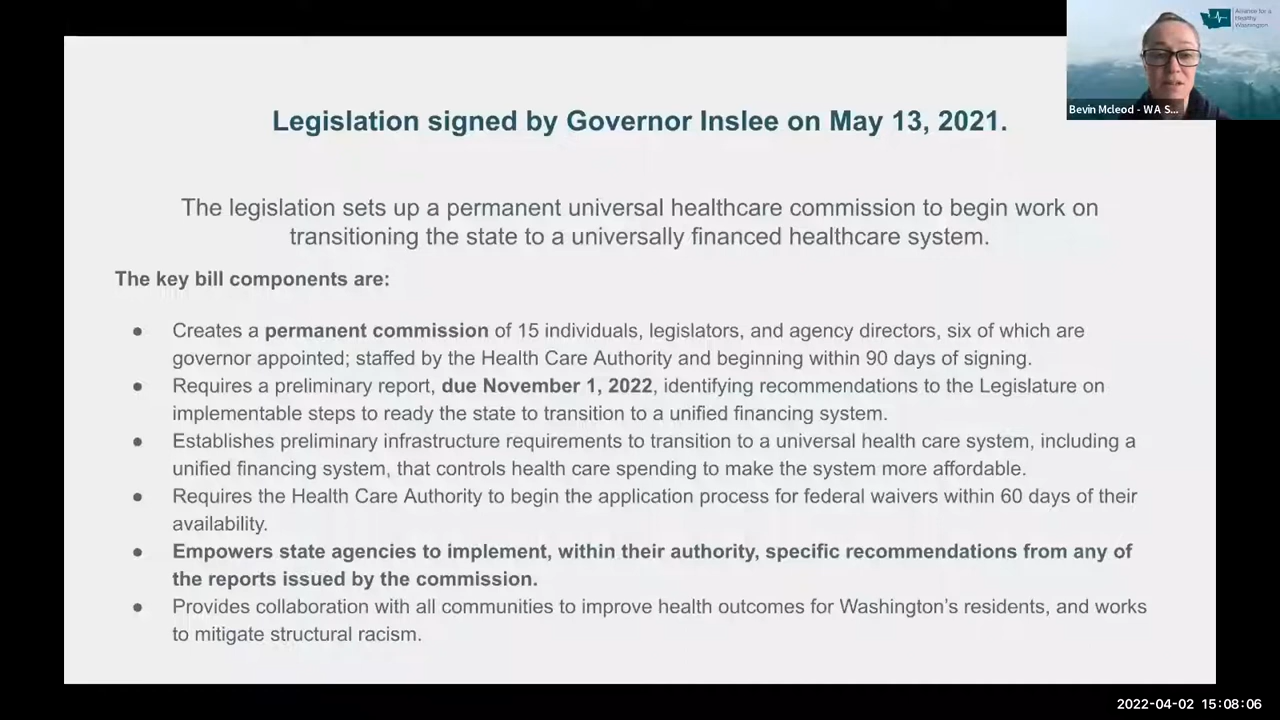 Alliance for a
Healthy
Washington
Bevin Mcleod - WA S...
Legislation signed by Governor Inslee on May 13, 2021.
The legislation sets up a permanent universal healthcare commission to begin work on
transitioning the state to a universally financed healthcare system.
The key bill components are:
● Creates a permanent commission of 15 individuals, legislators, and agency directors, six of which are
governor appointed; staffed by the Health Care Authority and beginning within 90 days of signing.
● Requires a preliminary report, due November 1, 2022, identifying recommendations to the Legislature on
implementable steps to ready the state to transition to a unified financing system.
● Establishes preliminary infrastructure requirements to transition to a universal health care system, including a
unified financing system, that controls health care spending to make the system more affordable.
● Requires the Health Care Authority to begin the application process for federal waivers within 60 days of their
availability.
● Empowers state agencies to implement, within their authority, specific recommendations from any of
the reports issued by the commission.
● Provides collaboration with all communities to improve health outcomes for Washington’s residents, and works
to mitigate structural racism.
2022-04-02 15:08:06